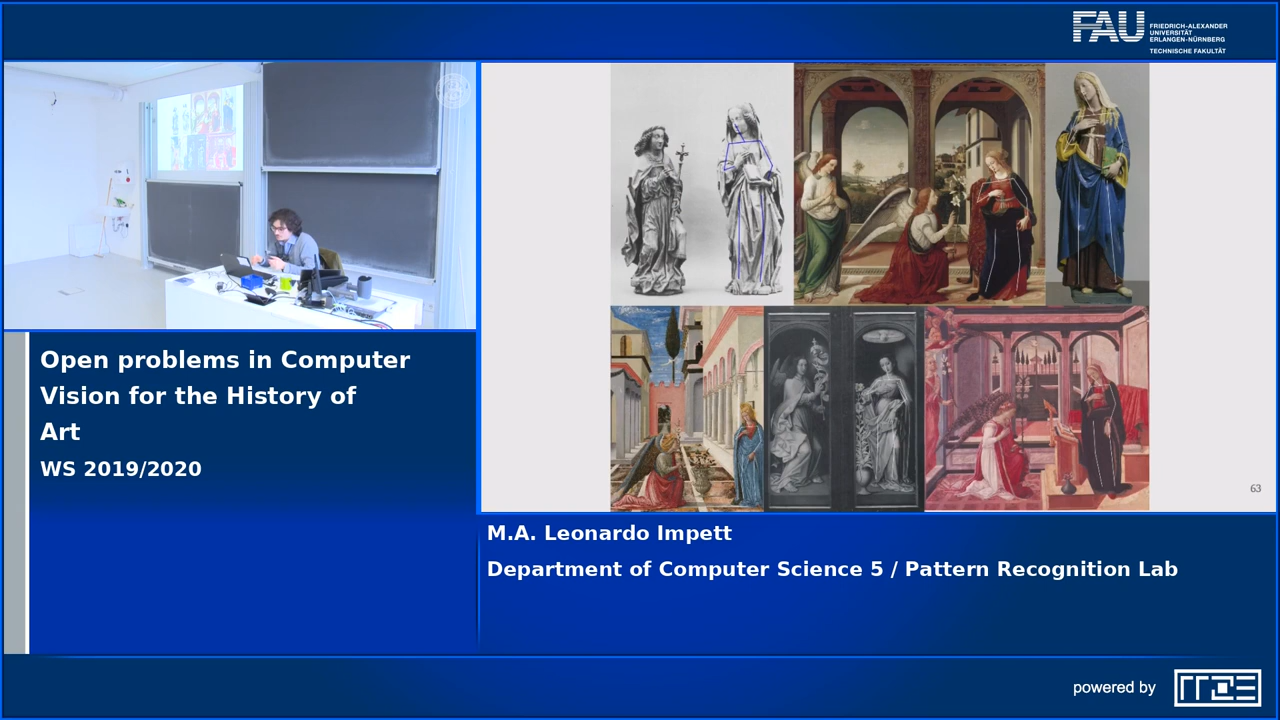 FAU
FRIEDRICH-ALEXANDER
UNIVERSITÄT
ERLANGEN-NÜRNBERG
TECHNISCHE FAKULTÄT
63
Open problems in Computer
Vision for the History of
Art
WS 2019/2020
M.A. Leonardo Impett
Department of Computer Science 5 / Pattern Recognition Lab
powered by